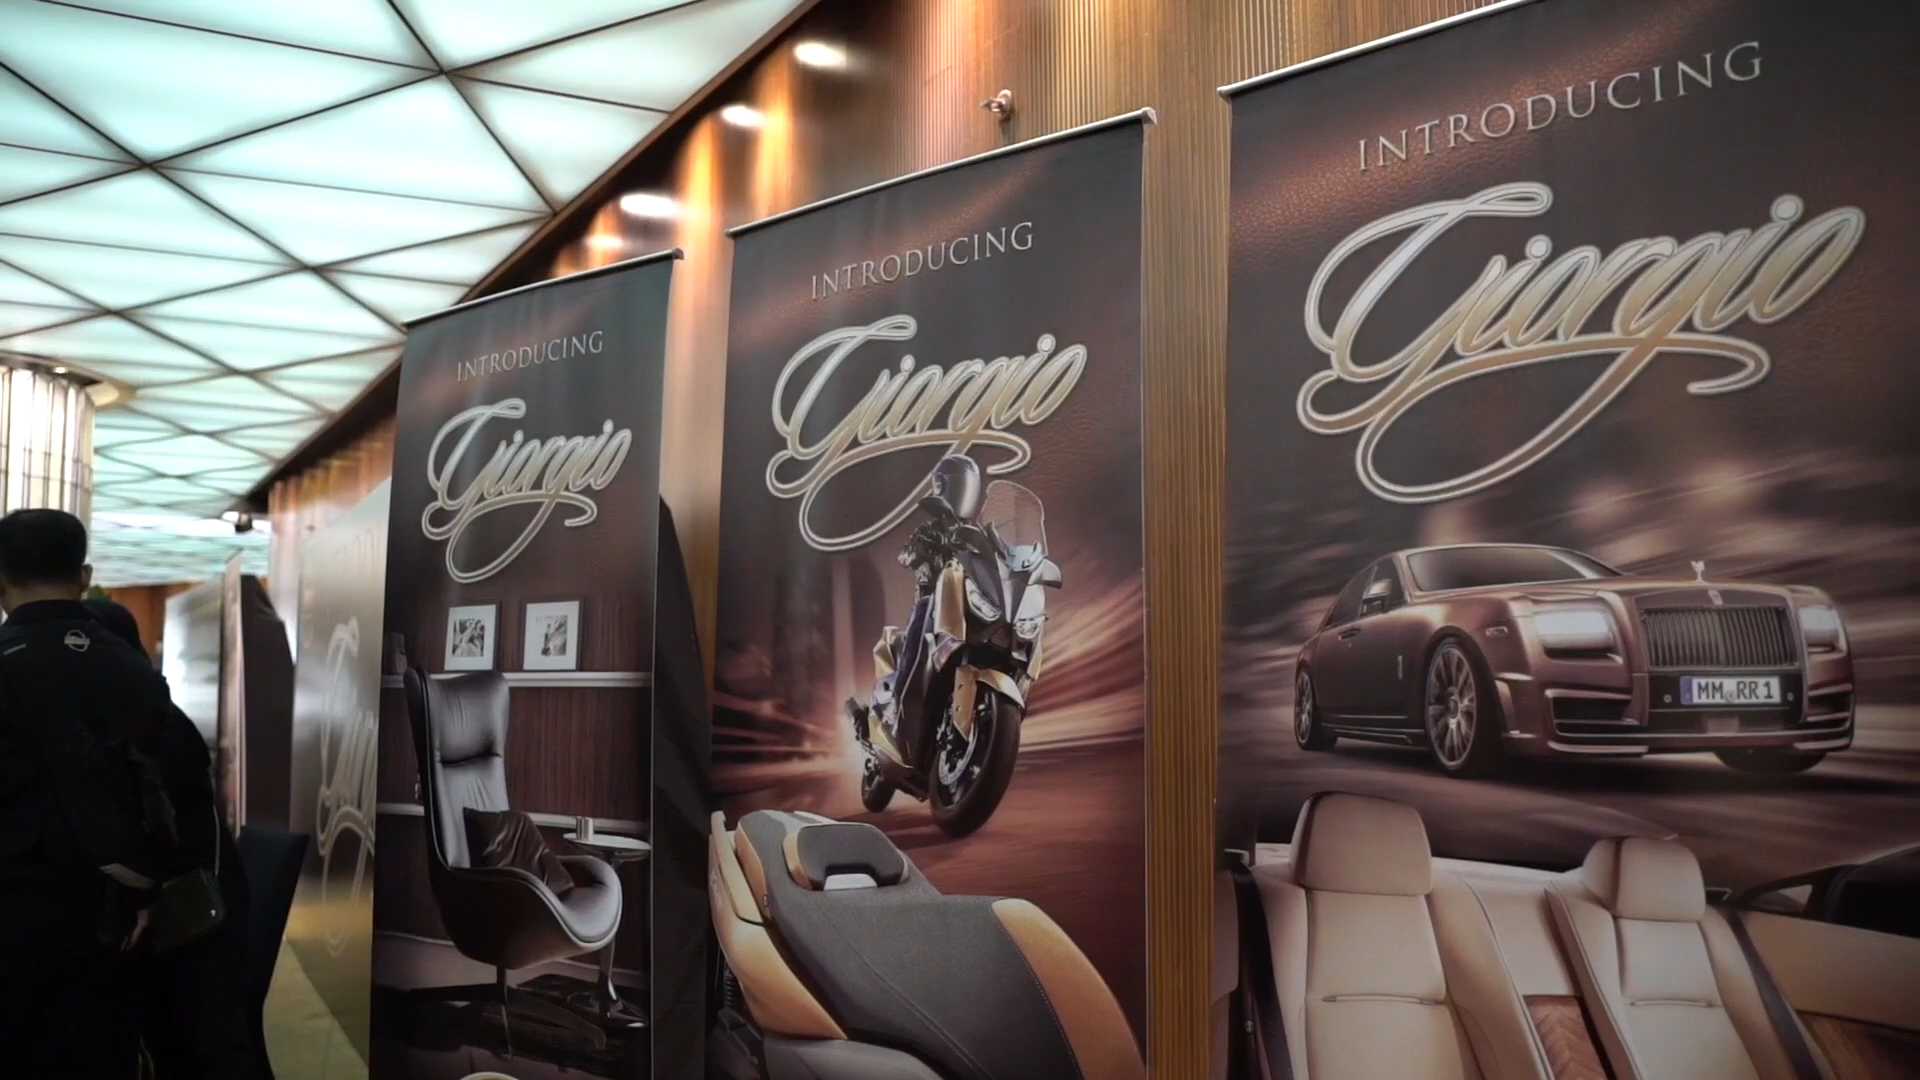 INTRODUCING
Giorgio
INTRODUCING
Giorgio
INTRODUCING
Giorgio
MM RR 1